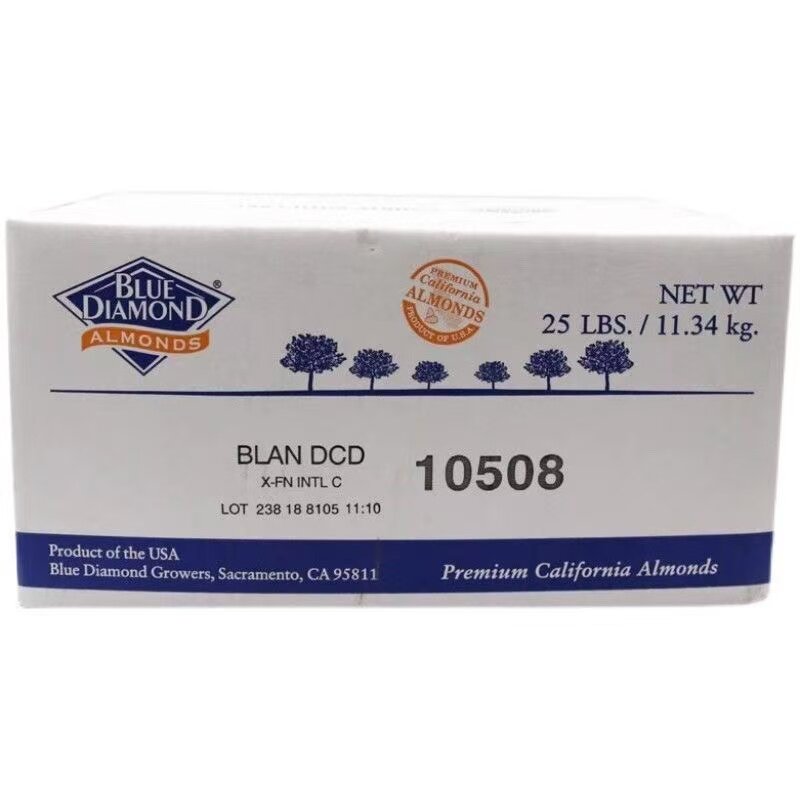 BLUE
DIAMOND®
ALMONDS
PREMIUM
California
ALMONDS
PRODUCT OF U.S.A.
NET WT
25 LBS. / 11.34 kg.
BLAN DCD
X-FN INTL C
LOT 238 18 8105 11:10
10508
Product of the USA
Blue Diamond Growers, Sacramento, CA 95811
Premium California Almonds